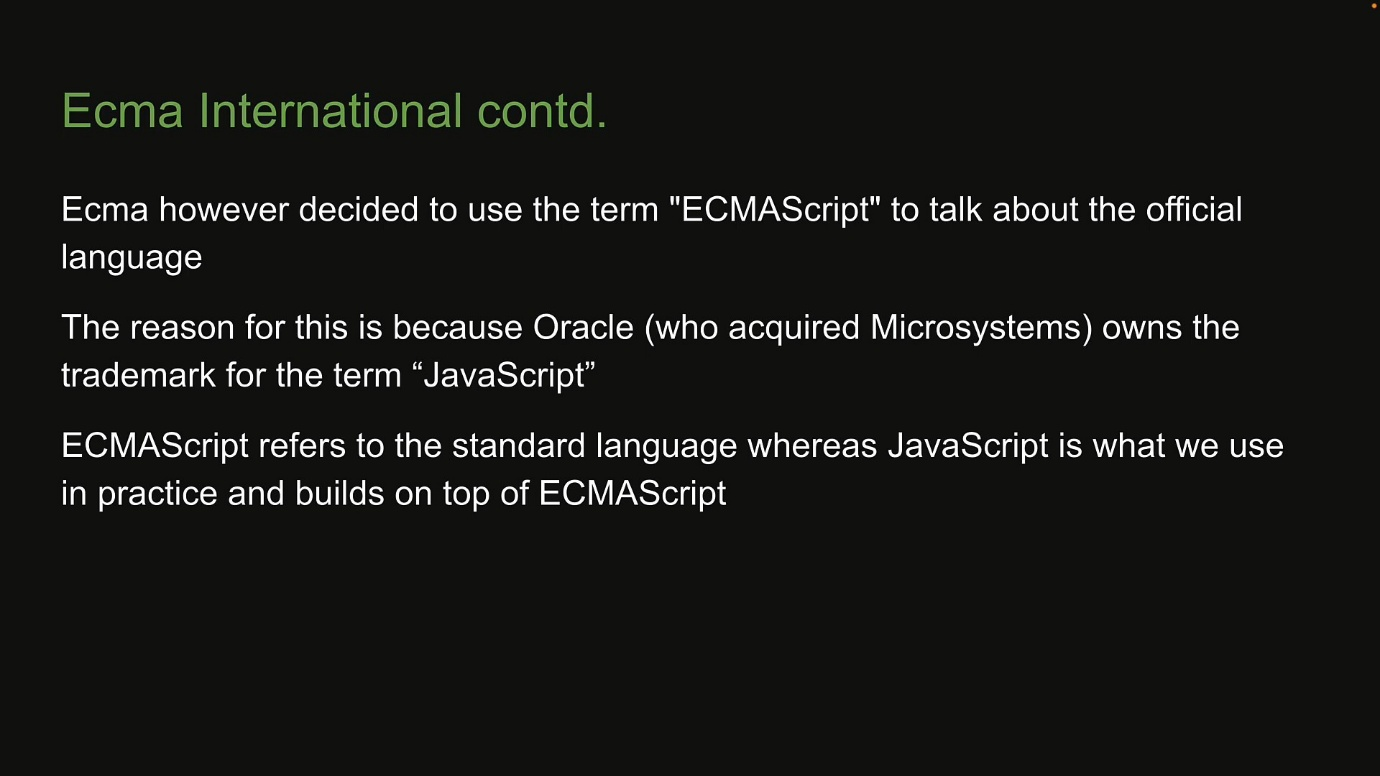 Ecma International contd.
Ecma however decided to use the term "ECMAScript" to talk about the official
language
The reason for this is because Oracle (who acquired Microsystems) owns the
trademark for the term “JavaScript”
ECMAScript refers to the standard language whereas JavaScript is what we use
in practice and builds on top of ECMAScript